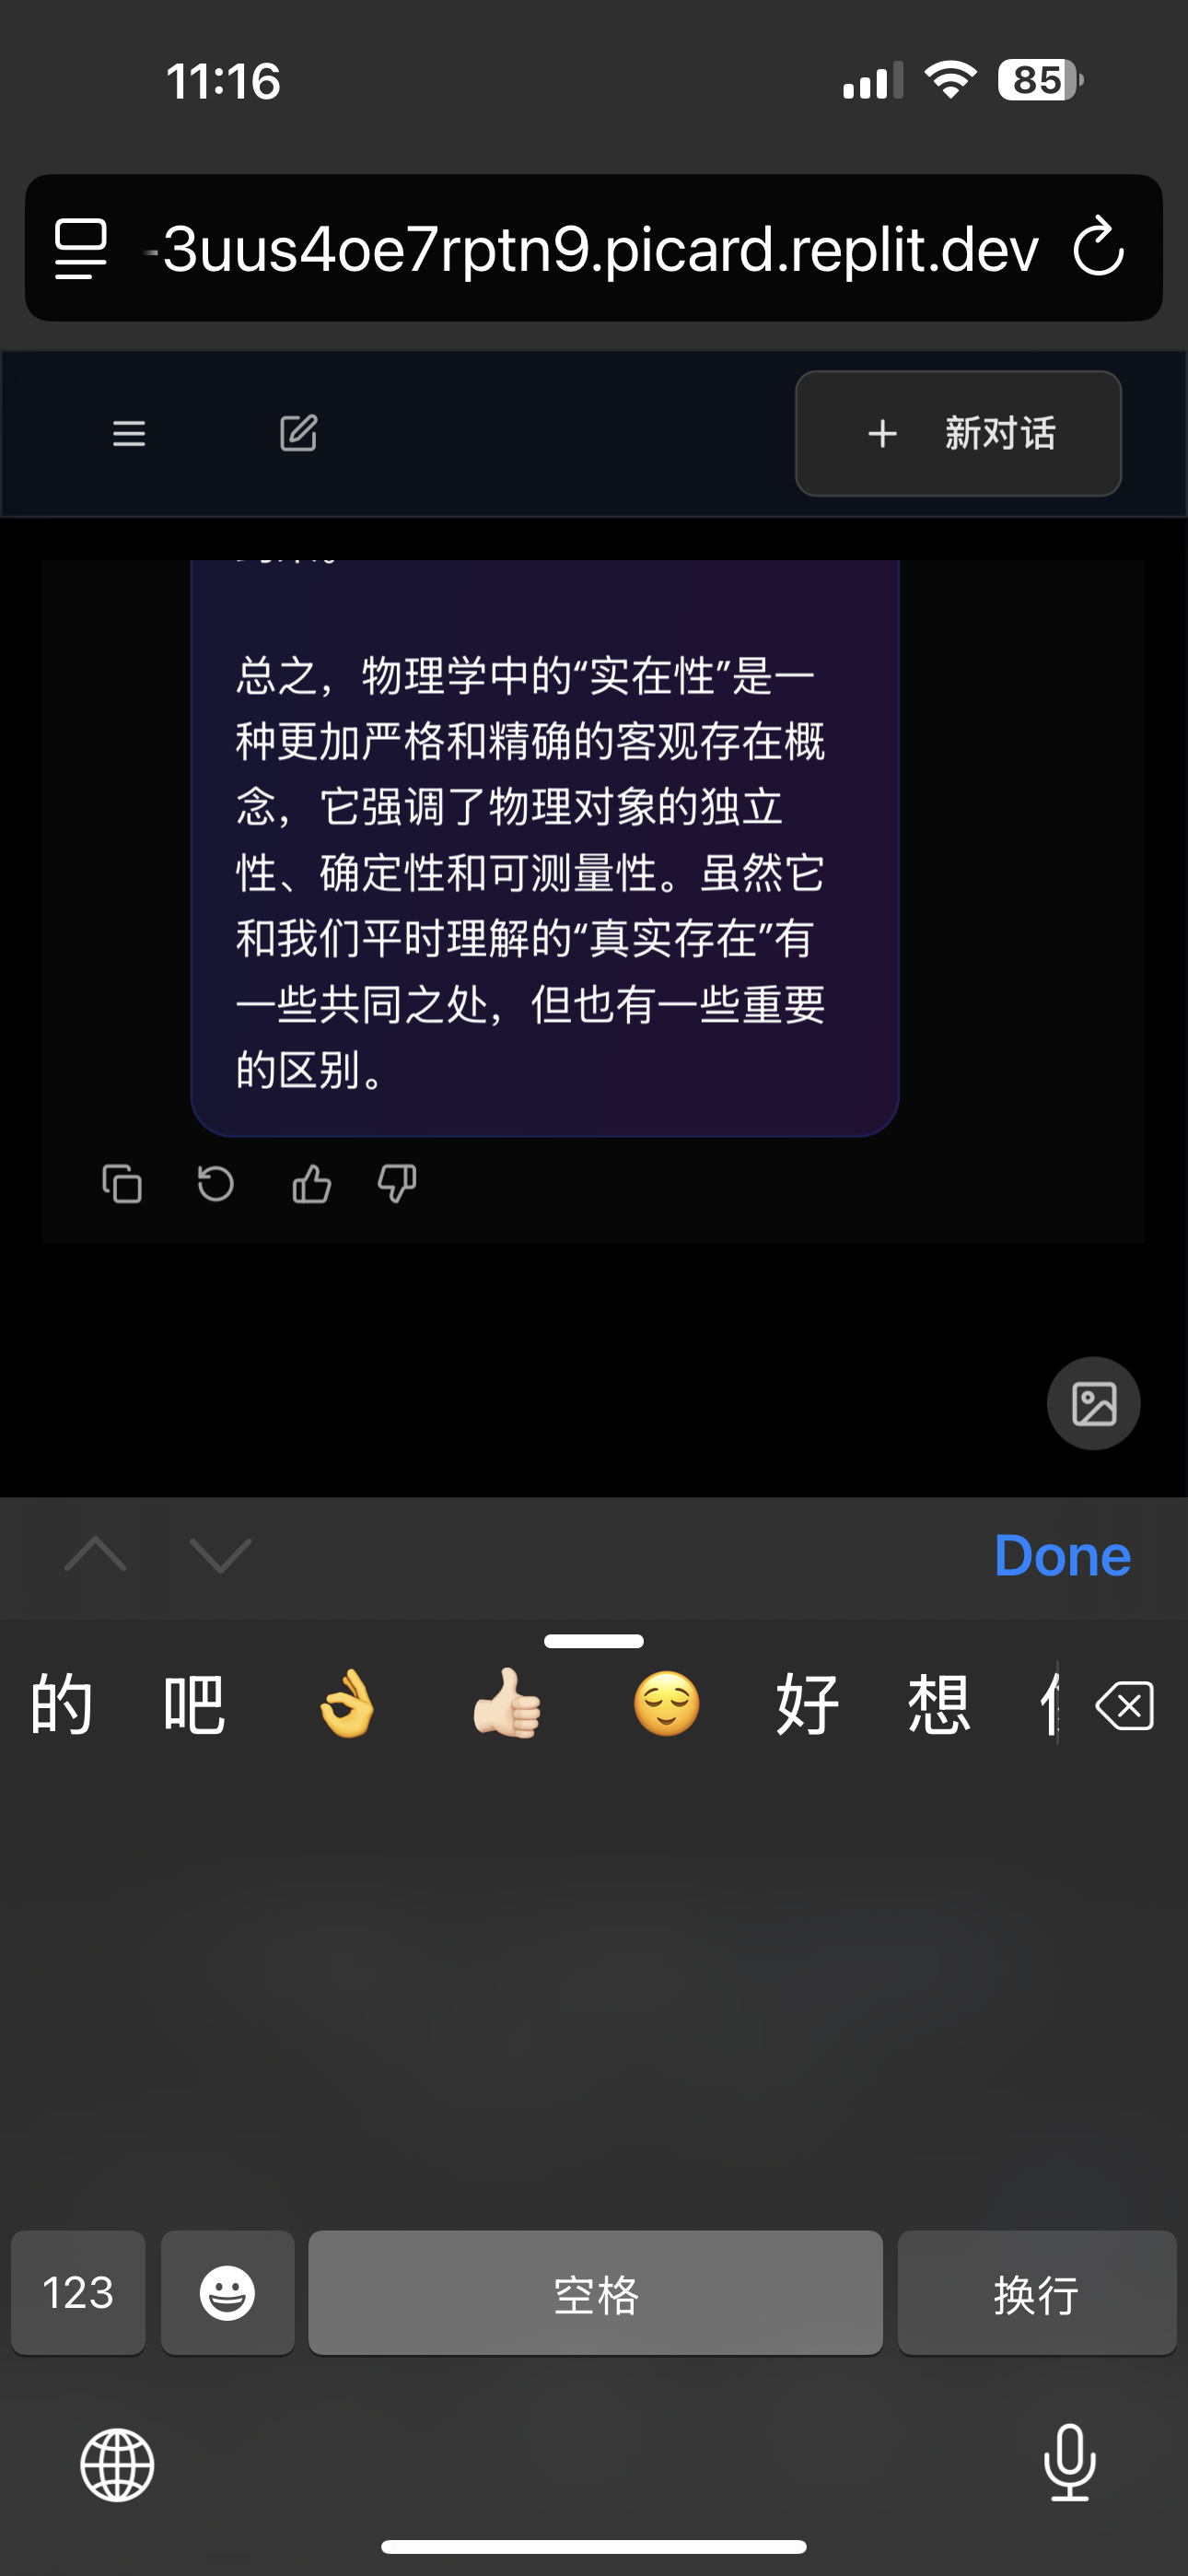 11:16
85
-3uus4oe7rptn9.picard.replit.dev
+ 新对话
总之，物理学中的“实在性”是一
种更加严格和精确的客观存在概
念，它强调了物理对象的独立
性、确定性和可测量性。虽然它
和我们平时理解的“真实存在”有
一些共同之处，但也有一些重要
的区别。
Done
的 吧 👌 👍🏻 😌 好 想
123 空格 换行